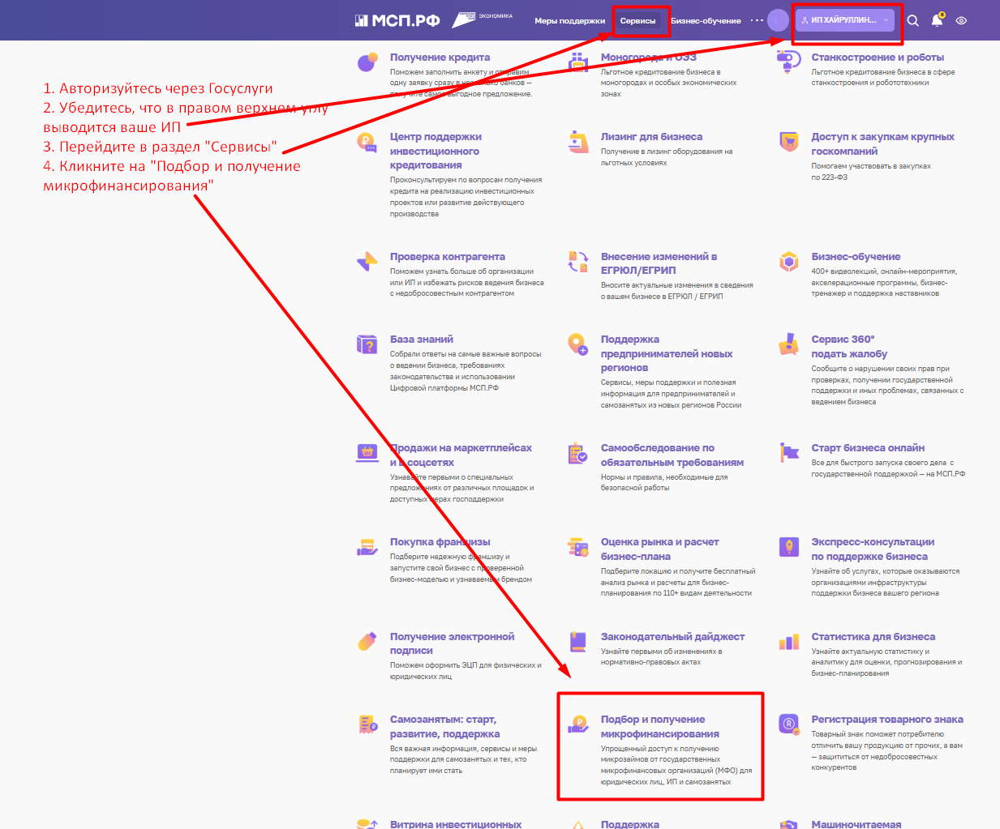 МСП.РФ
ЭКОНОМИКА
Меры поддержки
Сервисы
Бизнес-обучение
ИП ХАЙРУЛЛИН...
6
1. Авторизуйтесь через Госуслуги
2. Убедитесь, что в правом верхнем углу
выводится ваше ИП
3. Перейдите в раздел "Сервисы"
4. Кликните на "Подбор и получение
микрофинансирования"
Получение кредита
Поможем заполнить анкету и отправим
одну заявку сразу в несколько банков —
получите самое выгодное предложение.
Моногорода и ОЭЗ
Льготное кредитование бизнеса в
моногородах и особых экономических
зонах
Станкостроение и роботы
Льготное кредитование бизнеса в сфере
станкостроения и робототехники
Центр поддержки
инвестиционного
кредитования
Проконсультируем по вопросам получения
кредита на реализацию инвестиционных
проектов или развитие действующего
производства
Лизинг для бизнеса
Получение в лизинг оборудования на
льготных условиях
Доступ к закупкам крупных
госкомпаний
Помогаем участвовать в закупках
по 223-ФЗ
Проверка контрагента
Поможем узнать больше об организации
или ИП и избежать рисков ведения бизнеса
с недобросовестным контрагентом
Внесение изменений в
ЕГРЮЛ/ЕГРИП
Вносите актуальные изменения в сведения
о вашем бизнесе в ЕГРЮЛ / ЕГРИП
Бизнес-обучение
400+ видеолекций, онлайн-мероприятия,
акселерационные программы, бизнес-
тренажер и поддержка наставников
База знаний
Собрали ответы на самые важные вопросы
о ведении бизнеса, требованиях
законодательства и использовании
Цифровой платформы МСП.РФ
Поддержка
предпринимателей новых
регионов
Сервисы, меры поддержки и полезная
информация для предпринимателей и
самозанятых из новых регионов России
Сервис 360°
подать жалобу
Сообщите о нарушении своих прав при
проверках, получении государственной
поддержки и иных проблемах, связанных с
ведением бизнеса
Продажи на маркетплейсах
и в соцсетях
Узнавайте первыми о специальных
предложениях от различных площадок и
доступных мерах господдержки
Самообследование по
обязательным требованиям
Нормы и правила, необходимые для
безопасной работы
Старт бизнеса онлайн
Все для быстрого запуска своего дела с
государственной поддержкой — на МСП.РФ
Покупка франшизы
Подберите надежную франшизу и
запустите свой бизнес с проверенной
бизнес-моделью и узнаваемым брендом
Оценка рынка и расчет
бизнес-плана
Подберите локацию и получите бесплатный
анализ рынка и расчеты для бизнес-
планирования по 110+ видам деятельности
Экспресс-консультации
по поддержке бизнеса
Узнайте об услугах, которые оказываются
организациями инфраструктуры
поддержки бизнеса вашего региона
Получение электронной
подписи
Поможем оформить ЭЦП для физических и
юридических лиц
Законодательный дайджест
Узнайте первыми об изменениях в
нормативно-правовых актах
Статистика для бизнеса
Узнайте актуальную статистику и
аналитику для оценки, прогнозирования и
бизнес-планирования
Самозанятым: старт,
развитие, поддержка
Вся важная информация, сервисы и меры
поддержки для самозанятых и тех, кто
планирует ими стать
Подбор и получение
микрофинансирования
Упрощенный доступ к получению
микрозаймов от государственных
микрофинансовых организаций (МФО) для
юридических лиц, ИП и самозанятых
Регистрация товарного знака
Товарный знак поможет потребителю
отличить вашу продукцию от прочих, а вам
— защититься от недобросовестных
конкурентов
Витрина инвестиционных
Поддержка
Машиночитаемая